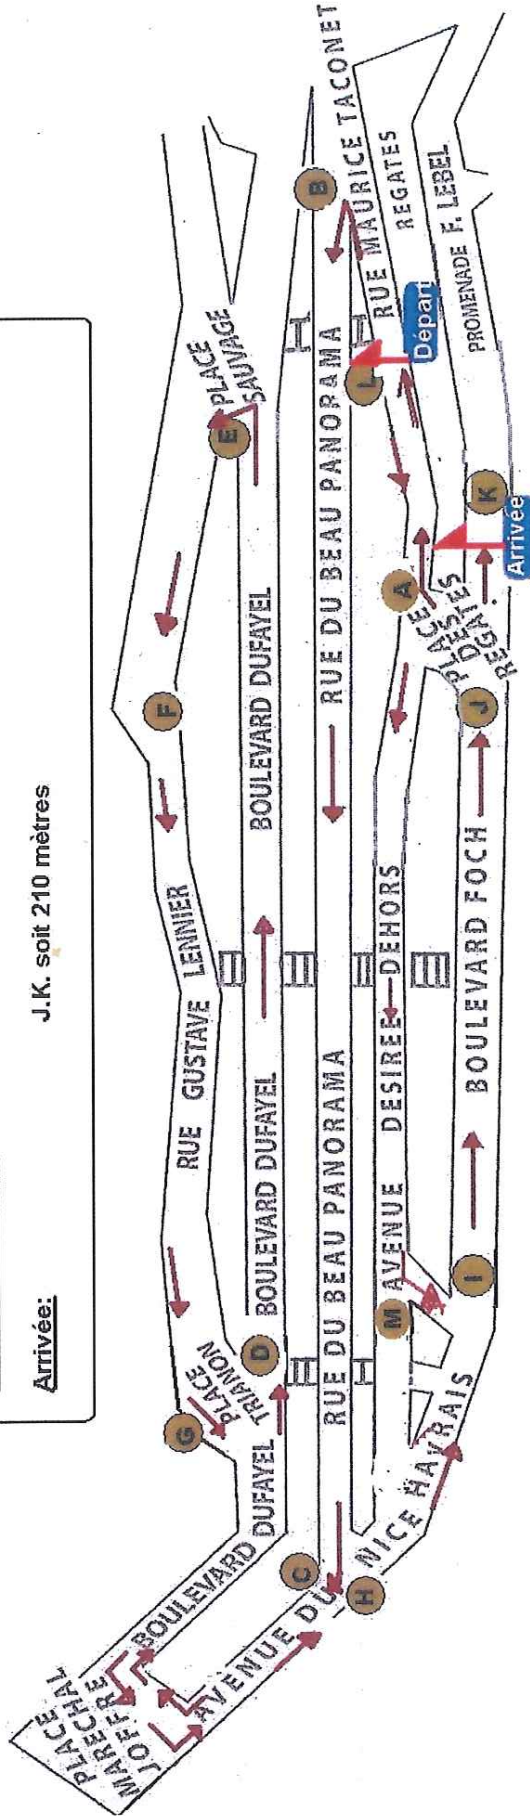 J.K. soit 210 mètres
Arrivée:
PLACE
MARECHAL
JOFFRE
BOULEVARD DUFAYEL
AVENUE DU NICE HAVRAIS
G
PLACE
TRIANON
D
C
H
RUE GUSTAVE LENNIER
F
E
PLACE
SAUVAGE
BOULEVARD DUFAYEL
BOULEVARD DUFAYEL
RUE DU BEAU PANORAMA
RUE DU BEAU PANORAMA
B
M
AVENUE DESIREE DEHORS
I
BOULEVARD FOCH
J
A
PLACE
DES
REGATES
L
Départ
K
Arrivée
RUE MAURICE TACONET
REGATES
PROMENADE F. LEBEL